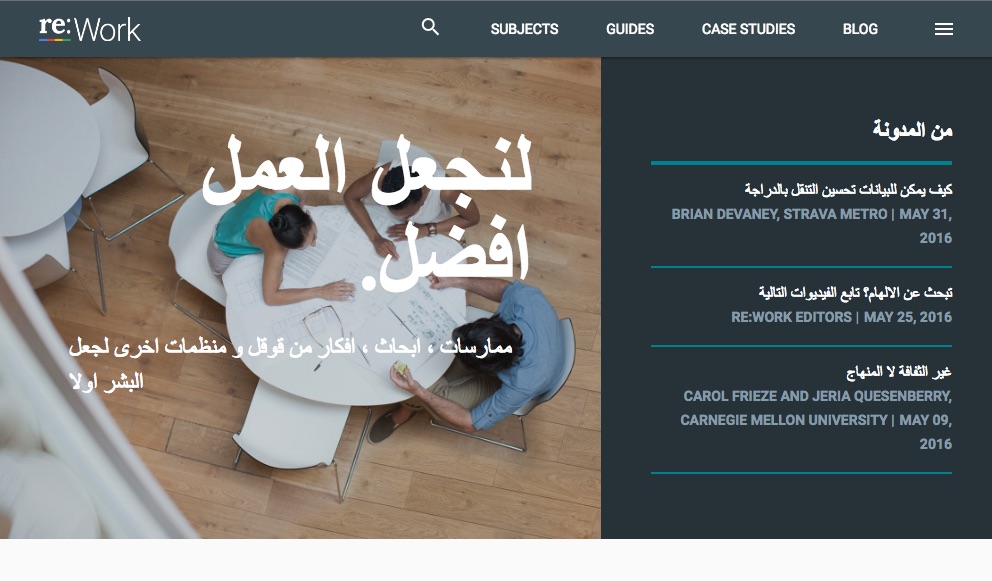 re:Work
SUBJECTS
GUIDES
CASE STUDIES
BLOG
لنجعل العمل
افضل.
ممارسات ، ابحاث ، افكار من قوقل و منظمات اخرى لجعل
البشر اولا
من المدونة
كيف يمكن للبيانات تحسين التنقل بالدراجة
BRIAN DEVANEY, STRAVA METRO | MAY 31,
2016
تبحث عن الالهام؟ تابع الفيديوات التالية
RE:WORK EDITORS | MAY 25, 2016
غير الثقافة لا المنهاج
CAROL FRIEZE AND JERIA QUESENBERRY,
CARNEGIE MELLON UNIVERSITY | MAY 09,
2016